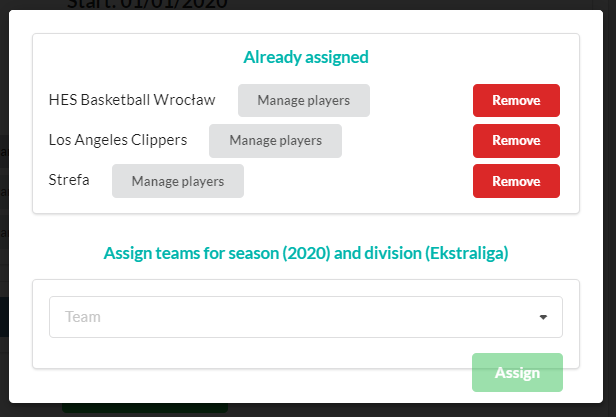 Start: 01/01/2020
Already assigned
HES Basketball Wrocław Manage players Remove
Los Angeles Clippers Manage players Remove
Strefa Manage players Remove
Assign teams for season (2020) and division (Ekstraliga)
Team
Assign